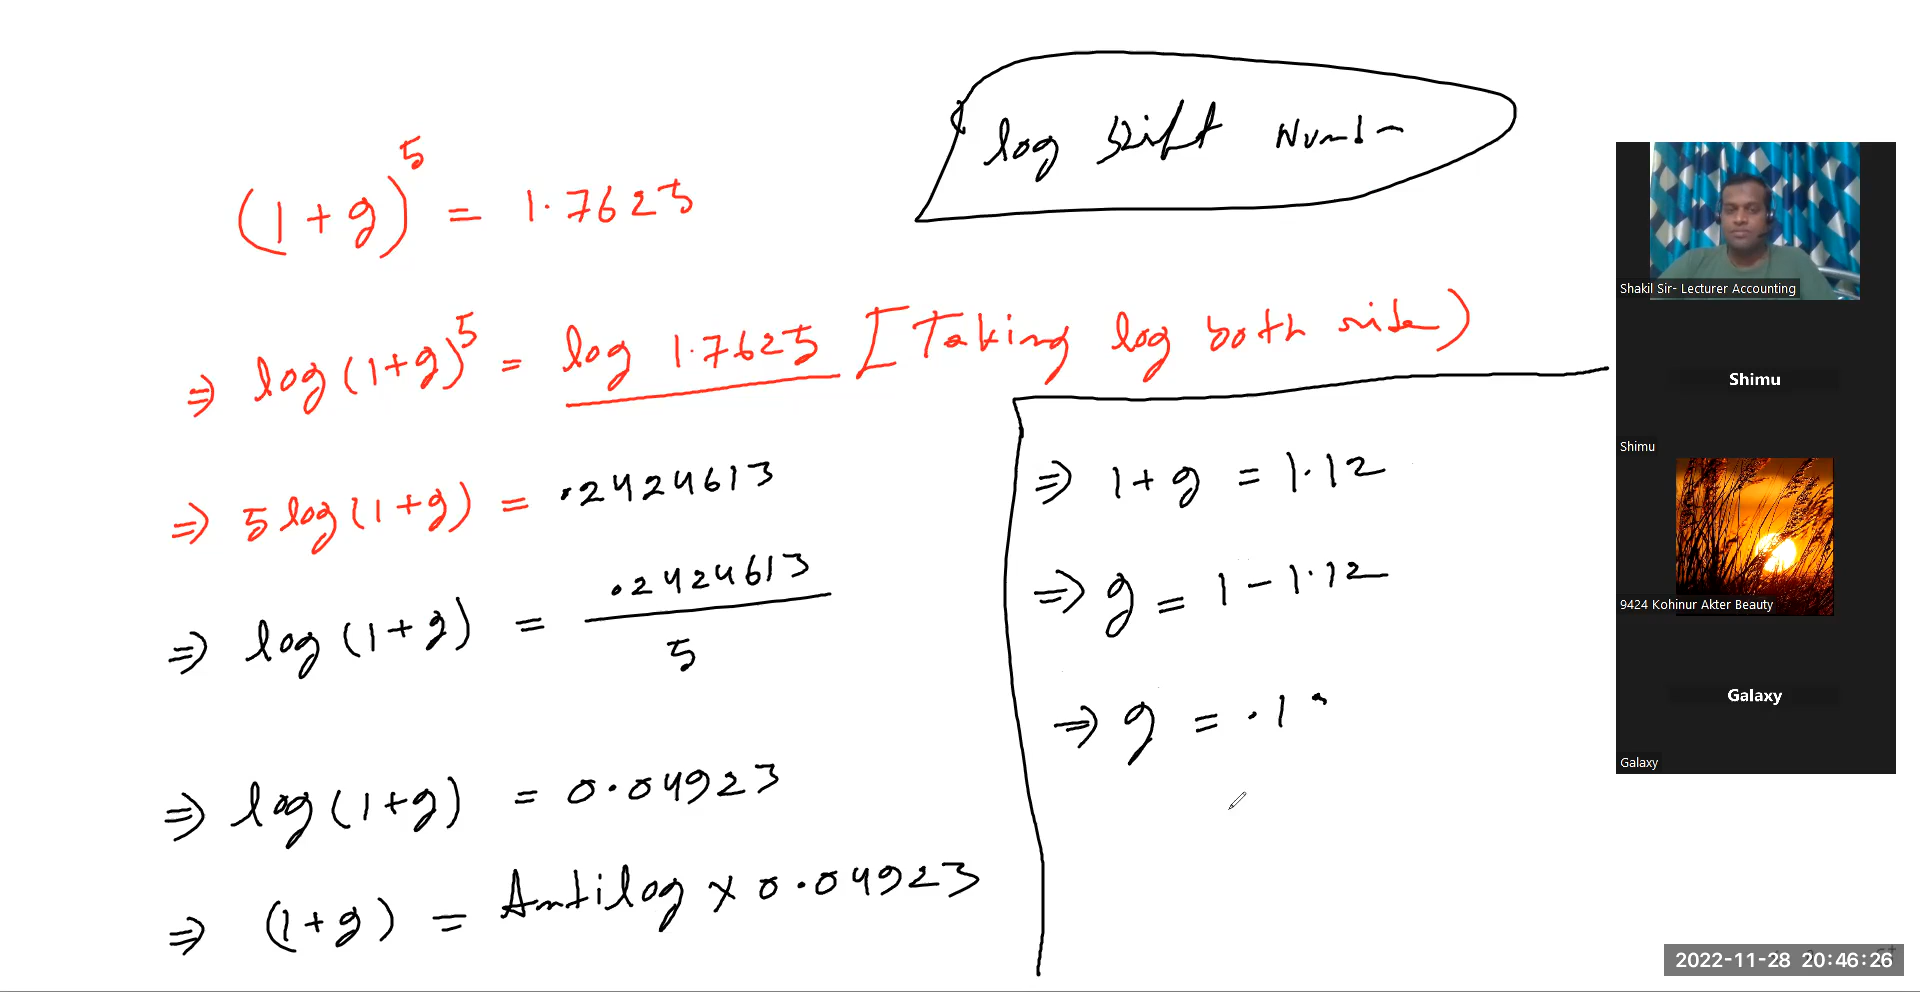 log shift Num
(1+g)^5 = 1.7625
⇒ log(1+g)^5 = log 1.7625 [Taking log both side)
⇒ 5 log(1+g) = .2424613
⇒ log(1+g) = .2424613 / 5
⇒ log(1+g) = 0.04923
⇒ (1+g) = Antilog × 0.04923
⇒ 1+g = 1.12
⇒ g = 1 - 1.12
⇒ g = .1
Shakil Sir- Lecturer Accounting
Shimu
Shimu
9424 Kohinur Akter Beauty
Galaxy
Galaxy
2022-11-28 20:46:26